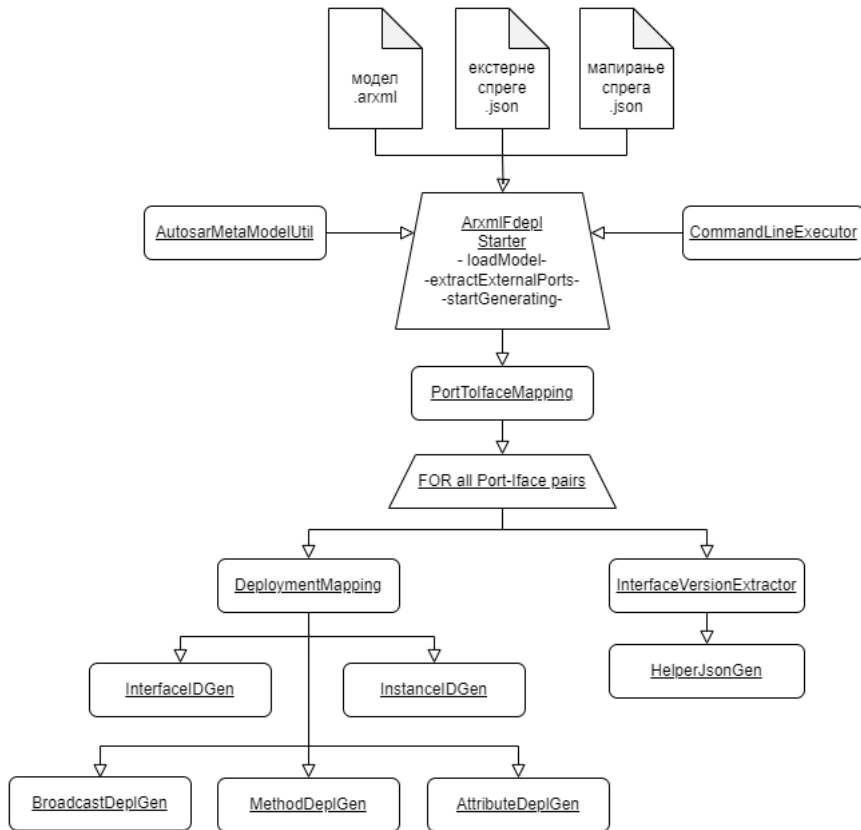 модел
.arxml
екстерне
спреге
.json
мапирање
спрега
.json
AutosarMetaModelUtil
ArxmlFdepl
Starter
- loadModel-
-extractExternalPorts-
-startGenerating-
CommandLineExecutor
PortToIfaceMapping
FOR all Port-Iface pairs
DeploymentMapping
InterfaceVersionExtractor
InterfaceIDGen
InstanceIDGen
HelperJsonGen
BroadcastDeplGen
MethodDeplGen
AttributeDeplGen